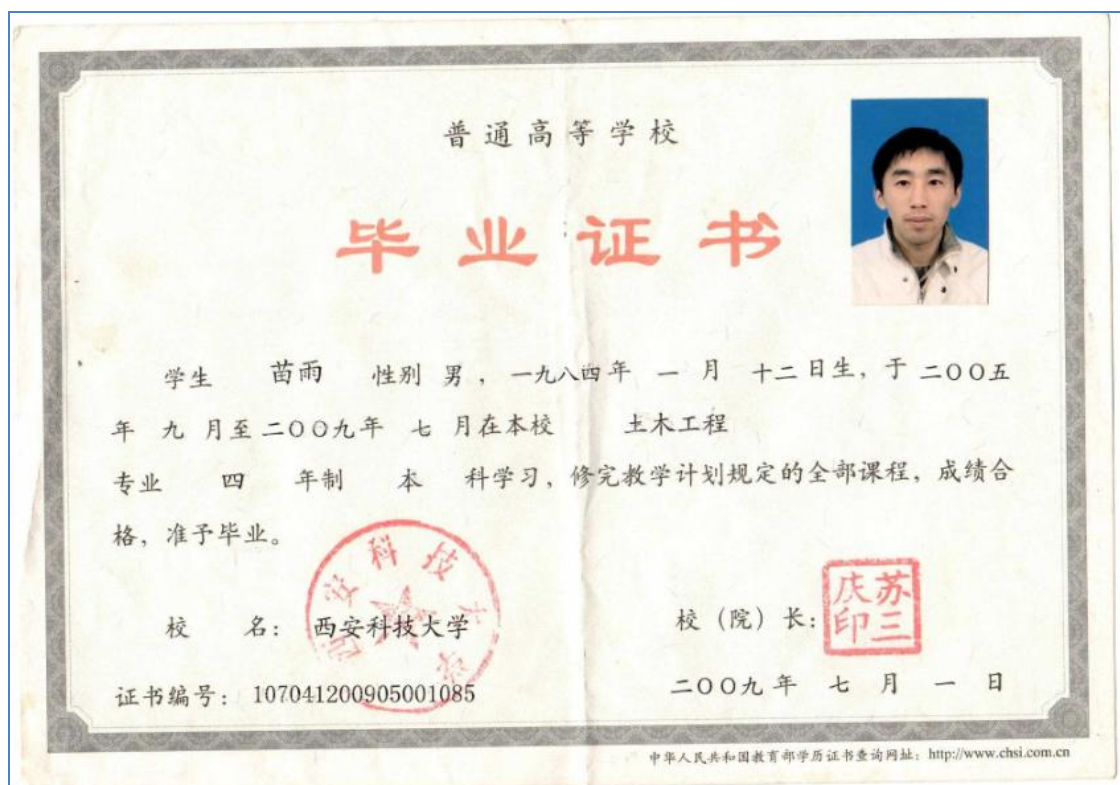 普通高等学校
毕业证书
学生 苗雨 性别 男，一九八四年 一 月 十二日生，于 二〇〇五
年 九 月至二〇〇九年 七 月在本校 土木工程
专业 四 年制 本 科学习，修完教学计划规定的全部课程，成绩合
格，准予毕业。
西安科技大学
校 名：西安科技大学
校（院）长：
苏三庆印
证书编号：107041200905001085
二〇〇九年 七 月 一 日
中华人民共和国教育部学历证书查询网址：http://www.chsi.com.cn